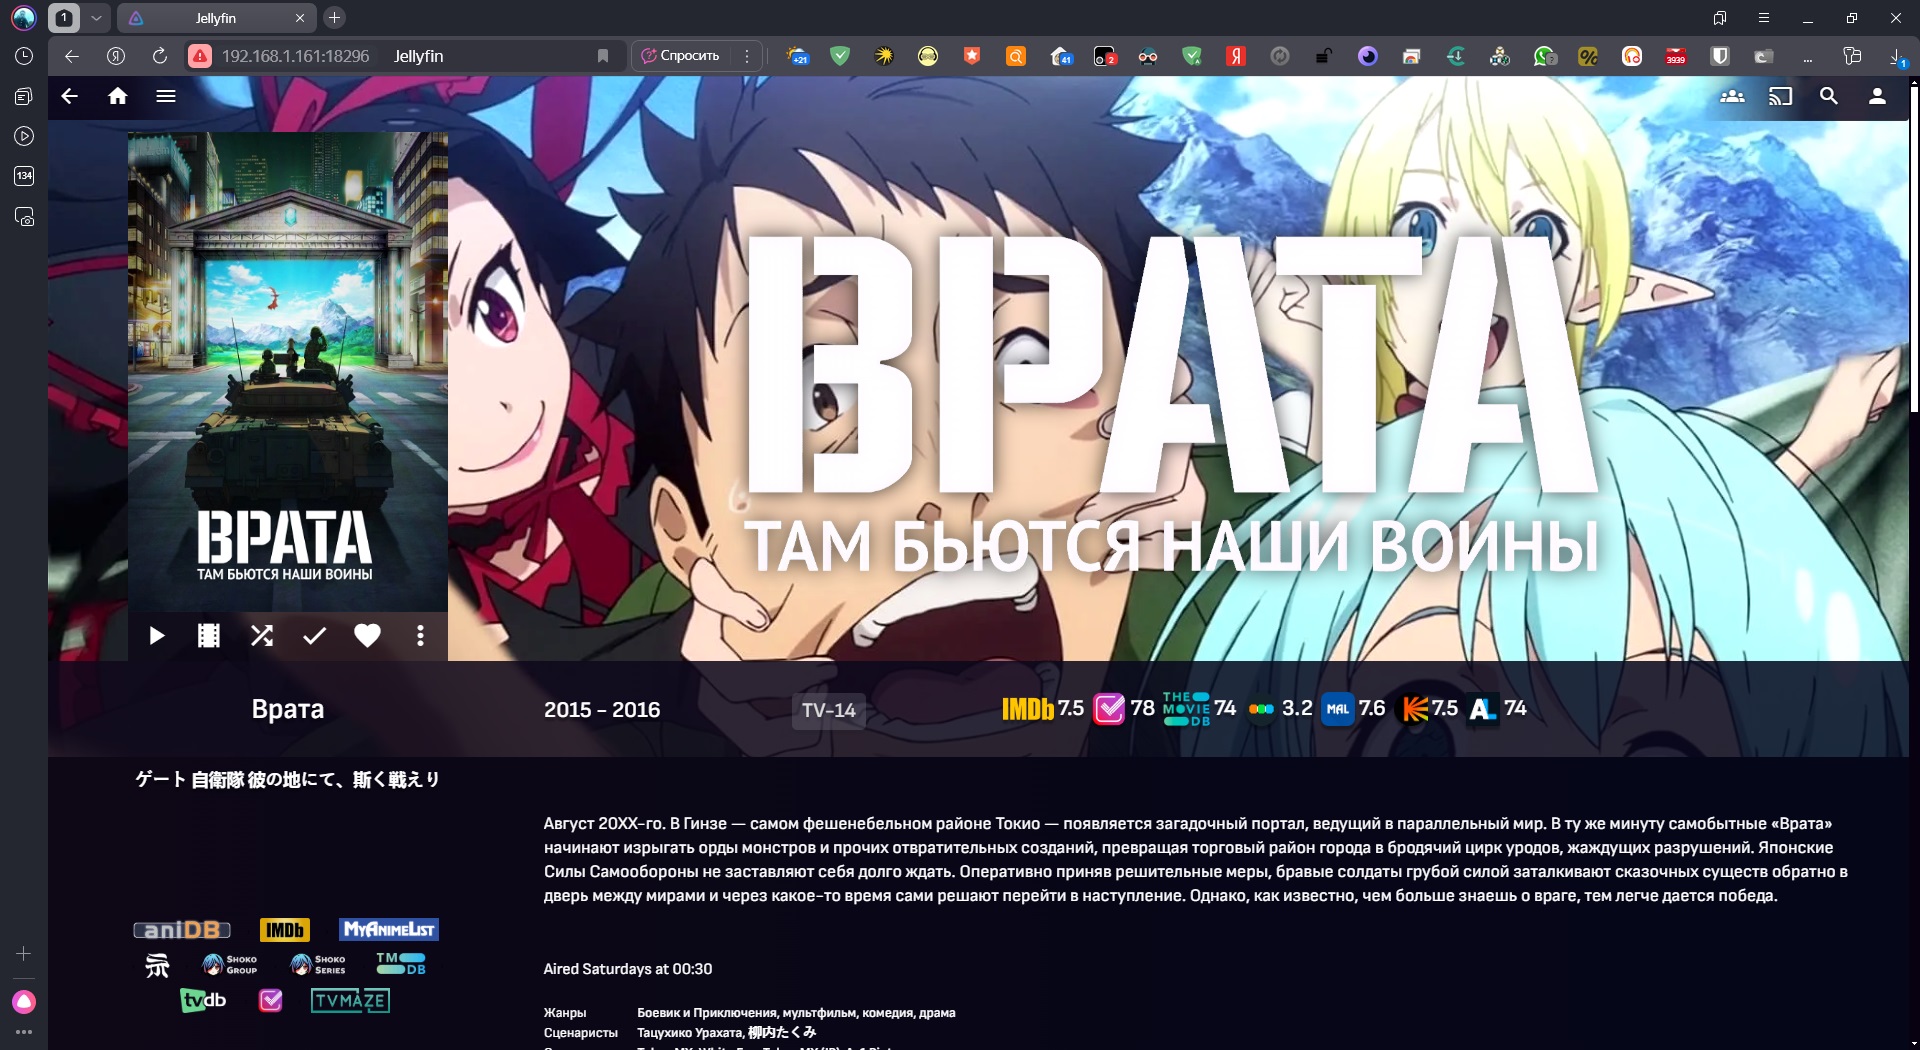 1
Jellyfin
192.168.1.161:18296
Jellyfin
Спросить
+21
41
2
3939
1
134
ВРАТА
ТАМ БЬЮТСЯ НАШИ ВОИНЫ
ВРАТА
ТАМ БЬЮТСЯ НАШИ ВОИНЫ
Врата
2015 - 2016
TV-14
IMDb 7.5
78
THE MOVIE DB 74
3.2
MAL 7.6
7.5
AL 74
ゲート 自衛隊 彼の地にて、斯く戦えり
Август 20XX-го. В Гинзе — самом фешенебельном районе Токио — появляется загадочный портал, ведущий в параллельный мир. В ту же минуту самобытные «Врата»
начинают изрыгать орды монстров и прочих отвратительных созданий, превращая торговый район города в бродячий цирк уродов, жаждущих разрушений. Японские
Силы Самообороны не заставляют себя долго ждать. Оперативно приняв решительные меры, бравые солдаты грубой силой заталкивают сказочных существ обратно в
дверь между мирами и через какое-то время сами решают перейти в наступление. Однако, как известно, чем больше знаешь о враге, тем легче дается победа.
aniDB
IMDb
MyAnimeList
SHOKO GROUP
SHOKO SERIES
TMDB
tvdb
TVMAZE
Aired Saturdays at 00:30
Жанры Боевик и Приключения, мультфильм, комедия, драма
Сценаристы Тацухико Урахата, 柳内たくみ